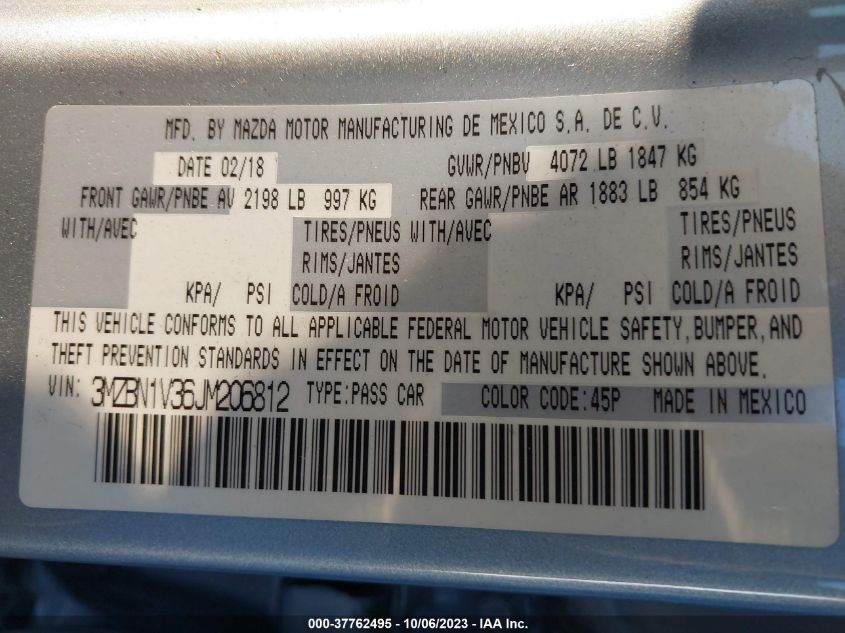 MFD. BY MAZDA MOTOR MANUFACTURING DE MEXICO S.A. DE C.V.
DATE 02/18 GVWR/PNBV 4072 LB 1847 KG
FRONT GAWR/PNBE AV 2198 LB 997 KG REAR GAWR/PNBE AR 1883 LB 854 KG
WITH/AVEC TIRES/PNEUS WITH/AVEC TIRES/PNEUS
RIMS/JANTES RIMS/JANTES
KPA/ PSI COLD/A FROID KPA/ PSI COLD/A FROID
THIS VEHICLE CONFORMS TO ALL APPLICABLE FEDERAL MOTOR VEHICLE SAFETY, BUMPER, AND
THEFT PREVENTION STANDARDS IN EFFECT ON THE DATE OF MANUFACTURE SHOWN ABOVE.
VIN: 3MZBN1V36JM206812 TYPE:PASS CAR COLOR CODE:45P MADE IN MEXICO
000-37762495 - 10/06/2023 - IAA Inc.